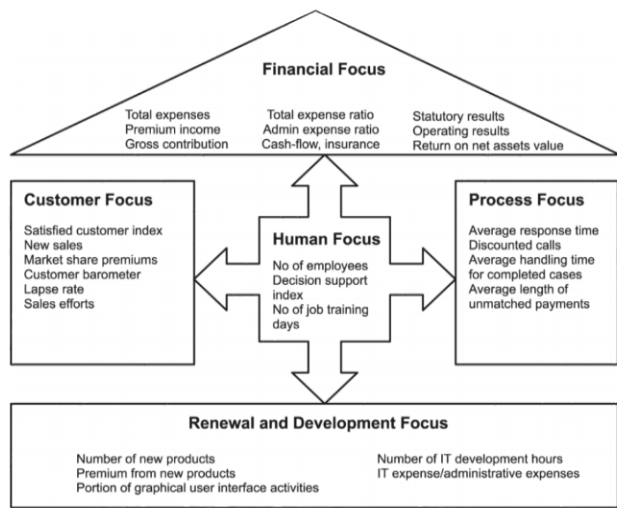 Financial Focus
Total expenses
Premium income
Gross contribution
Total expense ratio
Admin expense ratio
Cash-flow, insurance
Statutory results
Operating results
Return on net assets value
Customer Focus
Satisfied customer index
New sales
Market share premiums
Customer barometer
Lapse rate
Sales efforts
Human Focus
No of employees
Decision support
index
No of job training
days
Process Focus
Average response time
Discounted calls
Average handling time
for completed cases
Average length of
unmatched payments
Renewal and Development Focus
Number of new products
Premium from new products
Portion of graphical user interface activities
Number of IT development hours
IT expense/administrative expenses